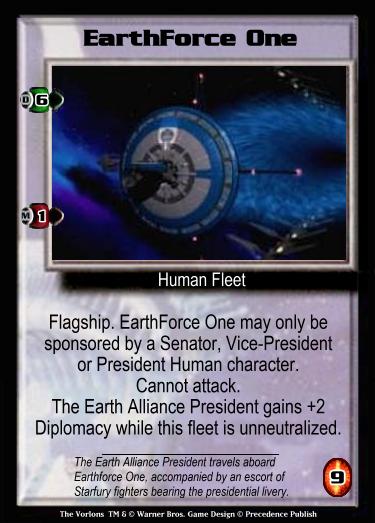 EarthForce One
D 6
M 1
Human Fleet
Flagship. EarthForce One may only be
sponsored by a Senator, Vice-President
or President Human character.
Cannot attack.
The Earth Alliance President gains +2
Diplomacy while this fleet is unneutralized.
The Earth Alliance President travels aboard
Earthforce One, accompanied by an escort of
Starfury fighters bearing the presidential livery.
9
The Vorlons TM & © Warner Bros. Game Design © Precedence Publish